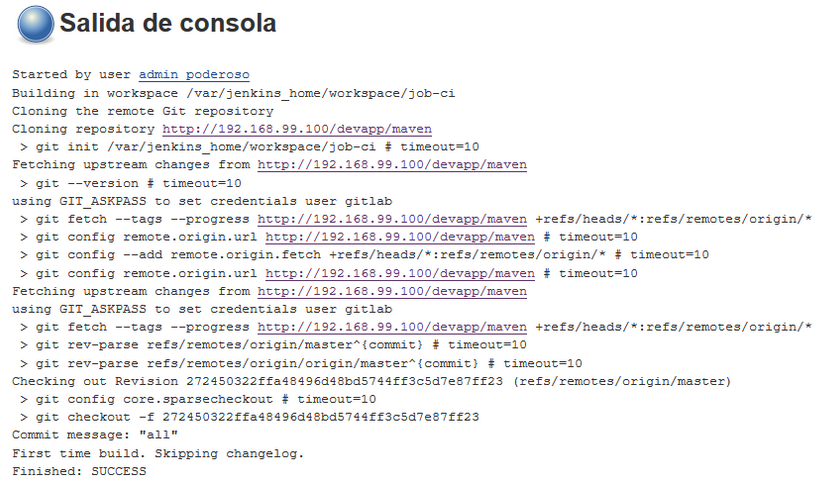 Salida de consola
Started by user admin poderoso
Building in workspace /var/jenkins_home/workspace/job-ci
Cloning the remote Git repository
Cloning repository http://192.168.99.100/devapp/maven
 > git init /var/jenkins_home/workspace/job-ci # timeout=10
Fetching upstream changes from http://192.168.99.100/devapp/maven
 > git --version # timeout=10
using GIT_ASKPASS to set credentials user gitlab
 > git fetch --tags --progress http://192.168.99.100/devapp/maven +refs/heads/*:refs/remotes/origin/*
 > git config remote.origin.url http://192.168.99.100/devapp/maven # timeout=10
 > git config --add remote.origin.fetch +refs/heads/*:refs/remotes/origin/* # timeout=10
 > git config remote.origin.url http://192.168.99.100/devapp/maven # timeout=10
Fetching upstream changes from http://192.168.99.100/devapp/maven
using GIT_ASKPASS to set credentials user gitlab
 > git fetch --tags --progress http://192.168.99.100/devapp/maven +refs/heads/*:refs/remotes/origin/*
 > git rev-parse refs/remotes/origin/master^{commit} # timeout=10
 > git rev-parse refs/remotes/origin/origin/master^{commit} # timeout=10
Checking out Revision 272450322ffa48496d48bd5744ff3c5d7e87ff23 (refs/remotes/origin/master)
 > git config core.sparsecheckout # timeout=10
 > git checkout -f 272450322ffa48496d48bd5744ff3c5d7e87ff23
Commit message: "all"
First time build. Skipping changelog.
Finished: SUCCESS